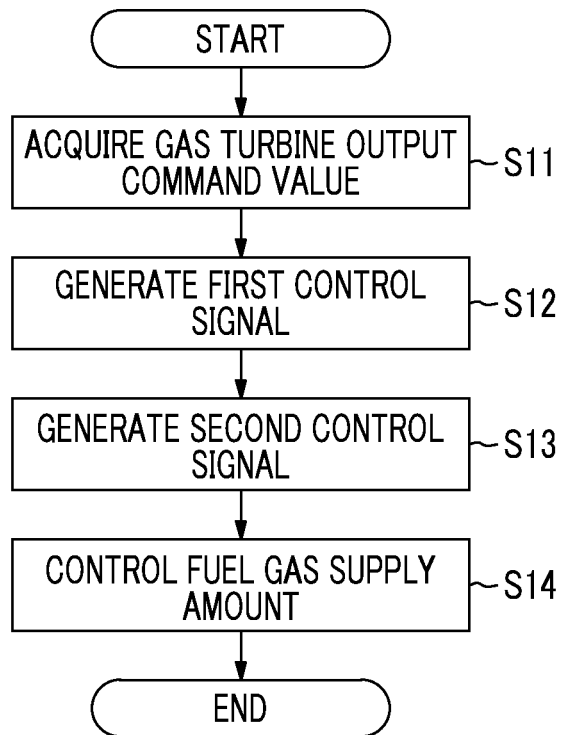 START
ACQUIRE GAS TURBINE OUTPUT
COMMAND VALUE
S11
GENERATE FIRST CONTROL
SIGNAL
S12
GENERATE SECOND CONTROL
SIGNAL
S13
CONTROL FUEL GAS SUPPLY
AMOUNT
S14
END